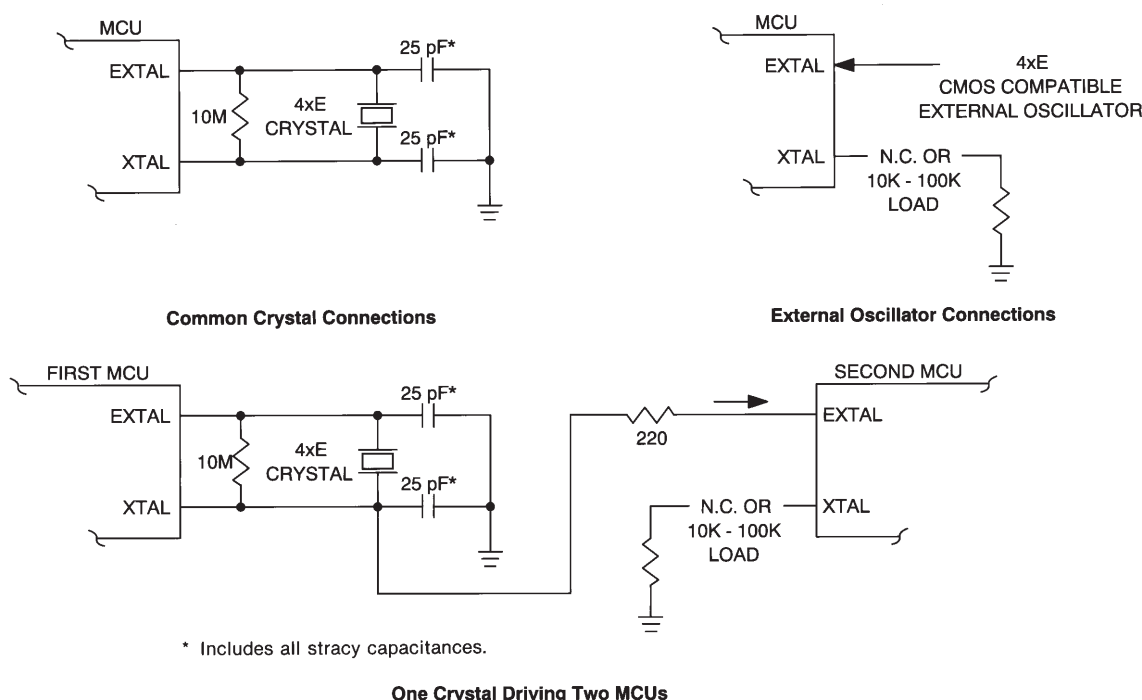 MCU
EXTAL
XTAL
10M
4xE
CRYSTAL
25 pF*
25 pF*
Common Crystal Connections
MCU
EXTAL
XTAL
4xE
CMOS COMPATIBLE
EXTERNAL OSCILLATOR
N.C. OR
10K - 100K
LOAD
External Oscillator Connections
FIRST MCU
EXTAL
XTAL
10M
4xE
CRYSTAL
25 pF*
25 pF*
220
SECOND MCU
EXTAL
XTAL
N.C. OR
10K - 100K
LOAD
* Includes all stracy capacitances.
One Crystal Driving Two MCUs